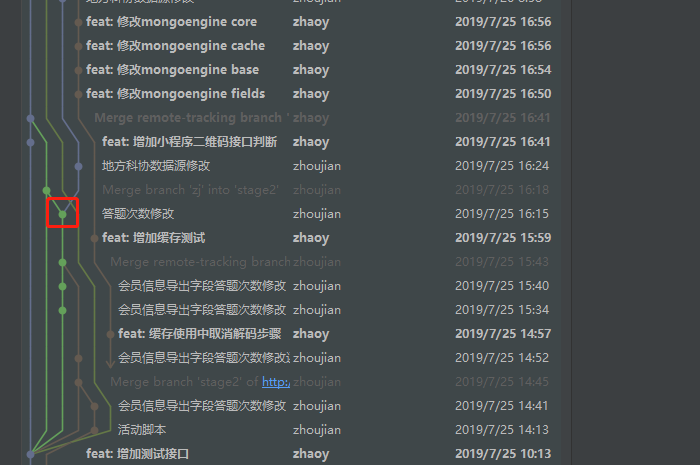 feat: 修改mongoengine core zhaoy 2019/7/25 16:56
feat: 修改mongoengine cache zhaoy 2019/7/25 16:56
feat: 修改mongoengine base zhaoy 2019/7/25 16:54
feat: 修改mongoengine fields zhaoy 2019/7/25 16:50
Merge remote-tracking branch ' zhaoy 2019/7/25 16:41
feat: 增加小程序二维码接口判断 zhaoy 2019/7/25 16:41
地方科协数据源修改 zhoujian 2019/7/25 16:24
Merge branch 'zj' into 'stage2' zhoujian 2019/7/25 16:18
答题次数修改 zhoujian 2019/7/25 16:15
feat: 增加缓存测试 zhaoy 2019/7/25 15:59
Merge remote-tracking branch zhoujian 2019/7/25 15:43
会员信息导出字段答题次数修改 zhoujian 2019/7/25 15:40
会员信息导出字段答题次数修改 zhoujian 2019/7/25 15:34
feat: 缓存使用中取消解码步骤 zhaoy 2019/7/25 14:57
会员信息导出字段答题次数修改 zhoujian 2019/7/25 14:52
Merge branch 'stage2' of http:/ zhoujian 2019/7/25 14:45
会员信息导出字段答题次数修改 zhoujian 2019/7/25 14:41
活动脚本 zhoujian 2019/7/25 14:13
feat: 增加测试接口 zhaoy 2019/7/25 10:13